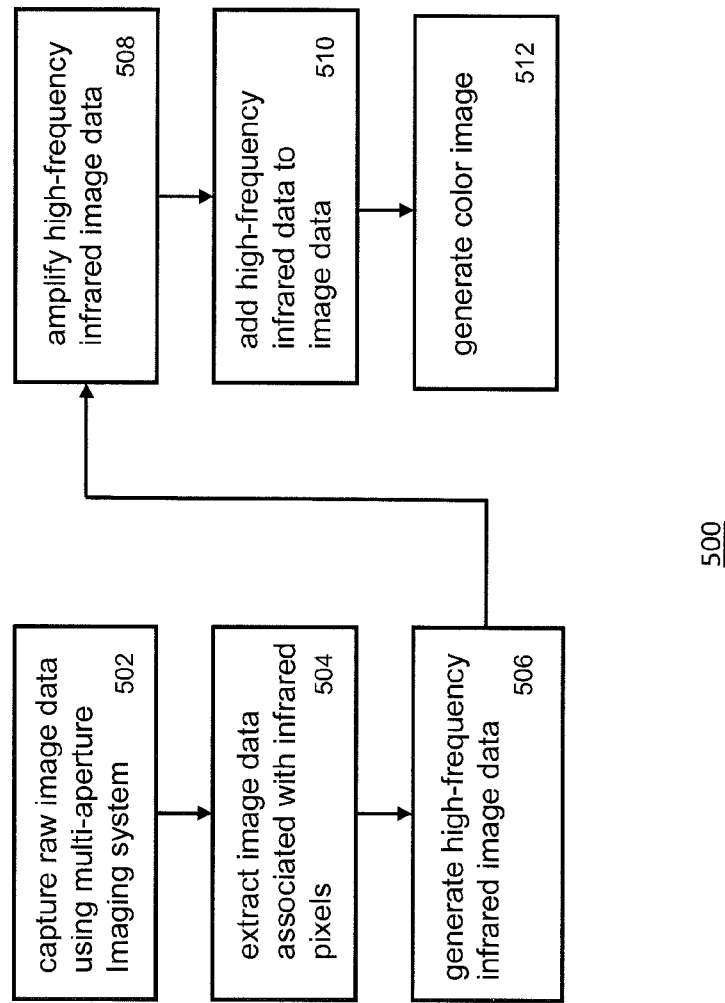 capture raw image data
using multi-aperture
Imaging system
502
extract image data
associated with infrared
pixels
504
generate high-frequency
infrared image data
506
amplify high-frequency
infrared image data
508
add high-frequency
infrared data to
image data
510
generate color image
512
500